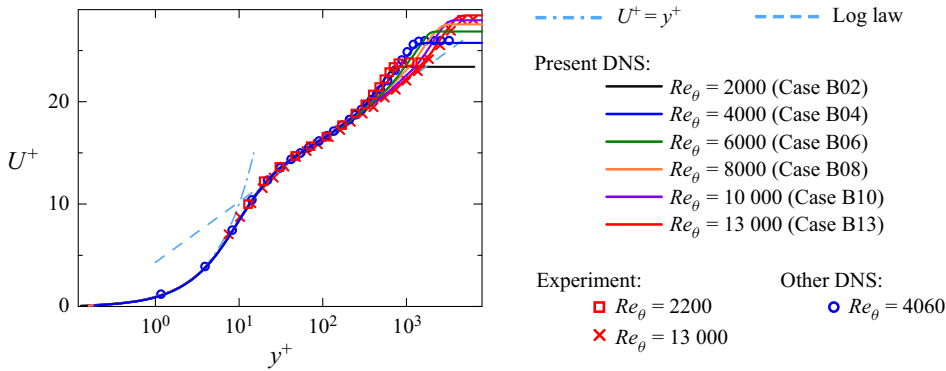 U⁺ = y⁺
Log law
Present DNS:
Re_θ = 2000 (Case B02)
Re_θ = 4000 (Case B04)
Re_θ = 6000 (Case B06)
Re_θ = 8000 (Case B08)
Re_θ = 10 000 (Case B10)
Re_θ = 13 000 (Case B13)
Experiment:
Re_θ = 2200
Re_θ = 13 000
Other DNS:
Re_θ = 4060
U⁺
20
10
0
10⁰
10¹
10²
10³
y⁺